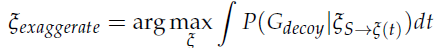 ξ_exaggerate = arg max_ξ ∫ P(G_decoy|ξ_{S→ξ(t)})dt